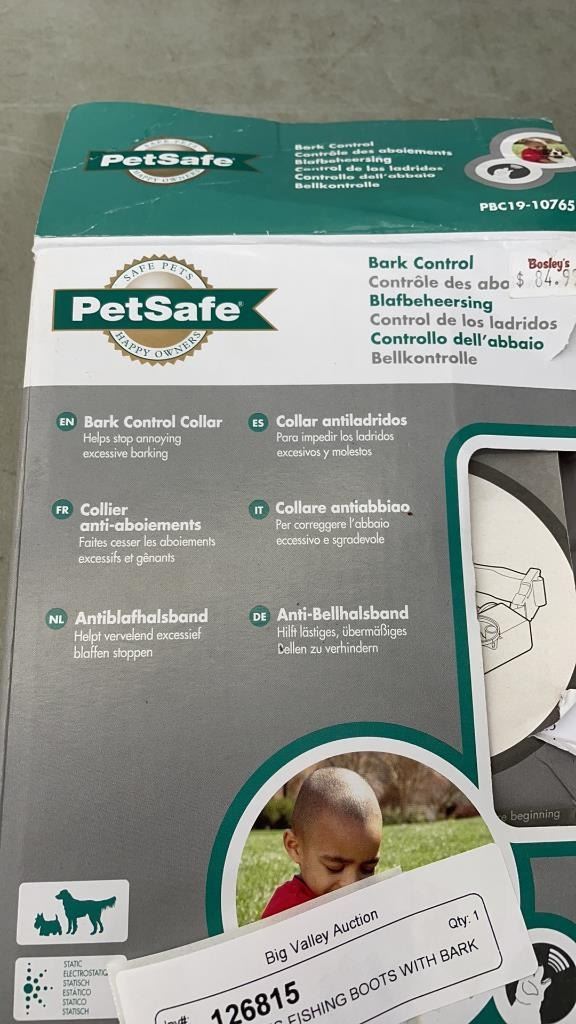 SAFE PETS
PetSafe
HAPPY OWNERS
Bark Control
Contrôle des aboiements
Blafbeheersing
Control de los ladridos
Controllo dell'abbaio
Bellkontrolle
PBC19-10765
SAFE PETS
PetSafe®
HAPPY OWNERS
Bark Control
Contrôle des abo
Blafbeheersing
Control de los ladridos
Controllo dell'abbaio
Bellkontrolle
Bosley's
$ 84.9
EN Bark Control Collar
Helps stop annoying
excessive barking
ES Collar antiladridos
Para impedir los ladridos
excesivos y molestos
FR Collier
anti-aboiements
Faites cesser les aboiements
excessifs et gênants
IT Collare antiabbiao
Per correggere l'abbaio
eccessivo e sgradevole
NL Antiblafhalsband
Helpt vervelend excessief
blaffen stoppen
DE Anti-Bellhalsband
Hilft lästiges, übermäßiges
Bellen zu verhindern
beginning
STATIC
ELECTROSTATIQ
STATISCH
ESTÁTICO
STATICO
STATISCH
Big Valley Auction
Qty: 1
126815
FISHING BOOTS WITH BARK